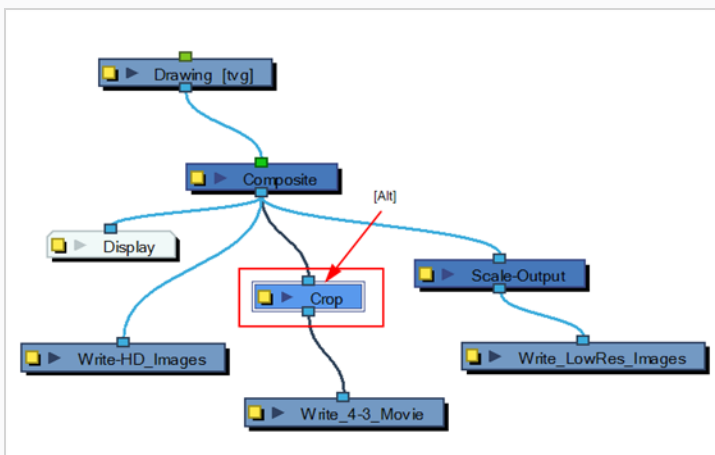 Drawing [tvg]
Composite
[Alt]
Display
Scale-Output
Crop
Write-HD_Images
Write_LowRes_Images
Write_4-3_Movie